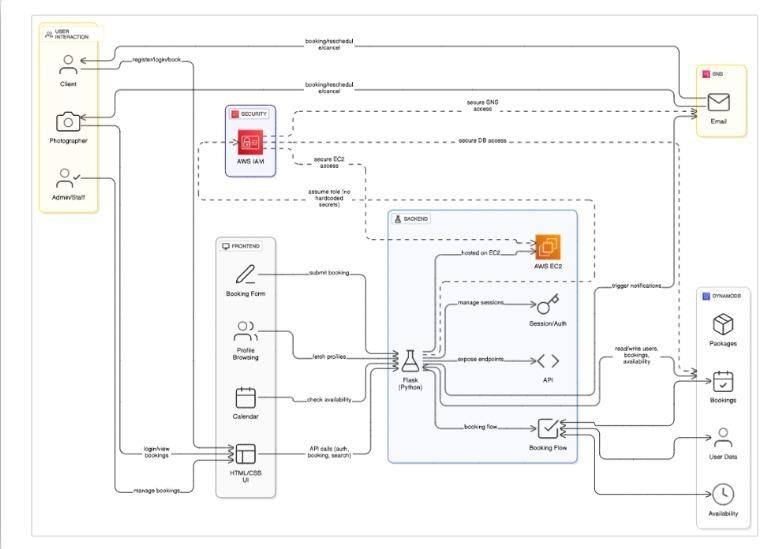 USER
INTERACTION
Client
Photographer
Admin/Staff
booking/reschedul
e/cancel
register/login/book
booking/reschedul
e/cancel
SNS
Email
SECURITY
AWS IAM
secure SNS
access
secure DB access
secure EC2
access
assume role (no
hardcoded
secrets)
FRONTEND
Booking Form
Profile
Browsing
Calendar
HTML/CSS
UI
submit booking
fetch profiles
check availability
API calls (auth,
booking, search)
login/view
bookings
manage bookings
BACKEND
hosted on EC2
AWS EC2
manage sessions
Session/Auth
expose endpoints
API
Flask
(Python)
booking flow
Booking Flow
trigger notifications
read/write users,
bookings,
availability
DYNAMODB
Packages
Bookings
User Data
Availability